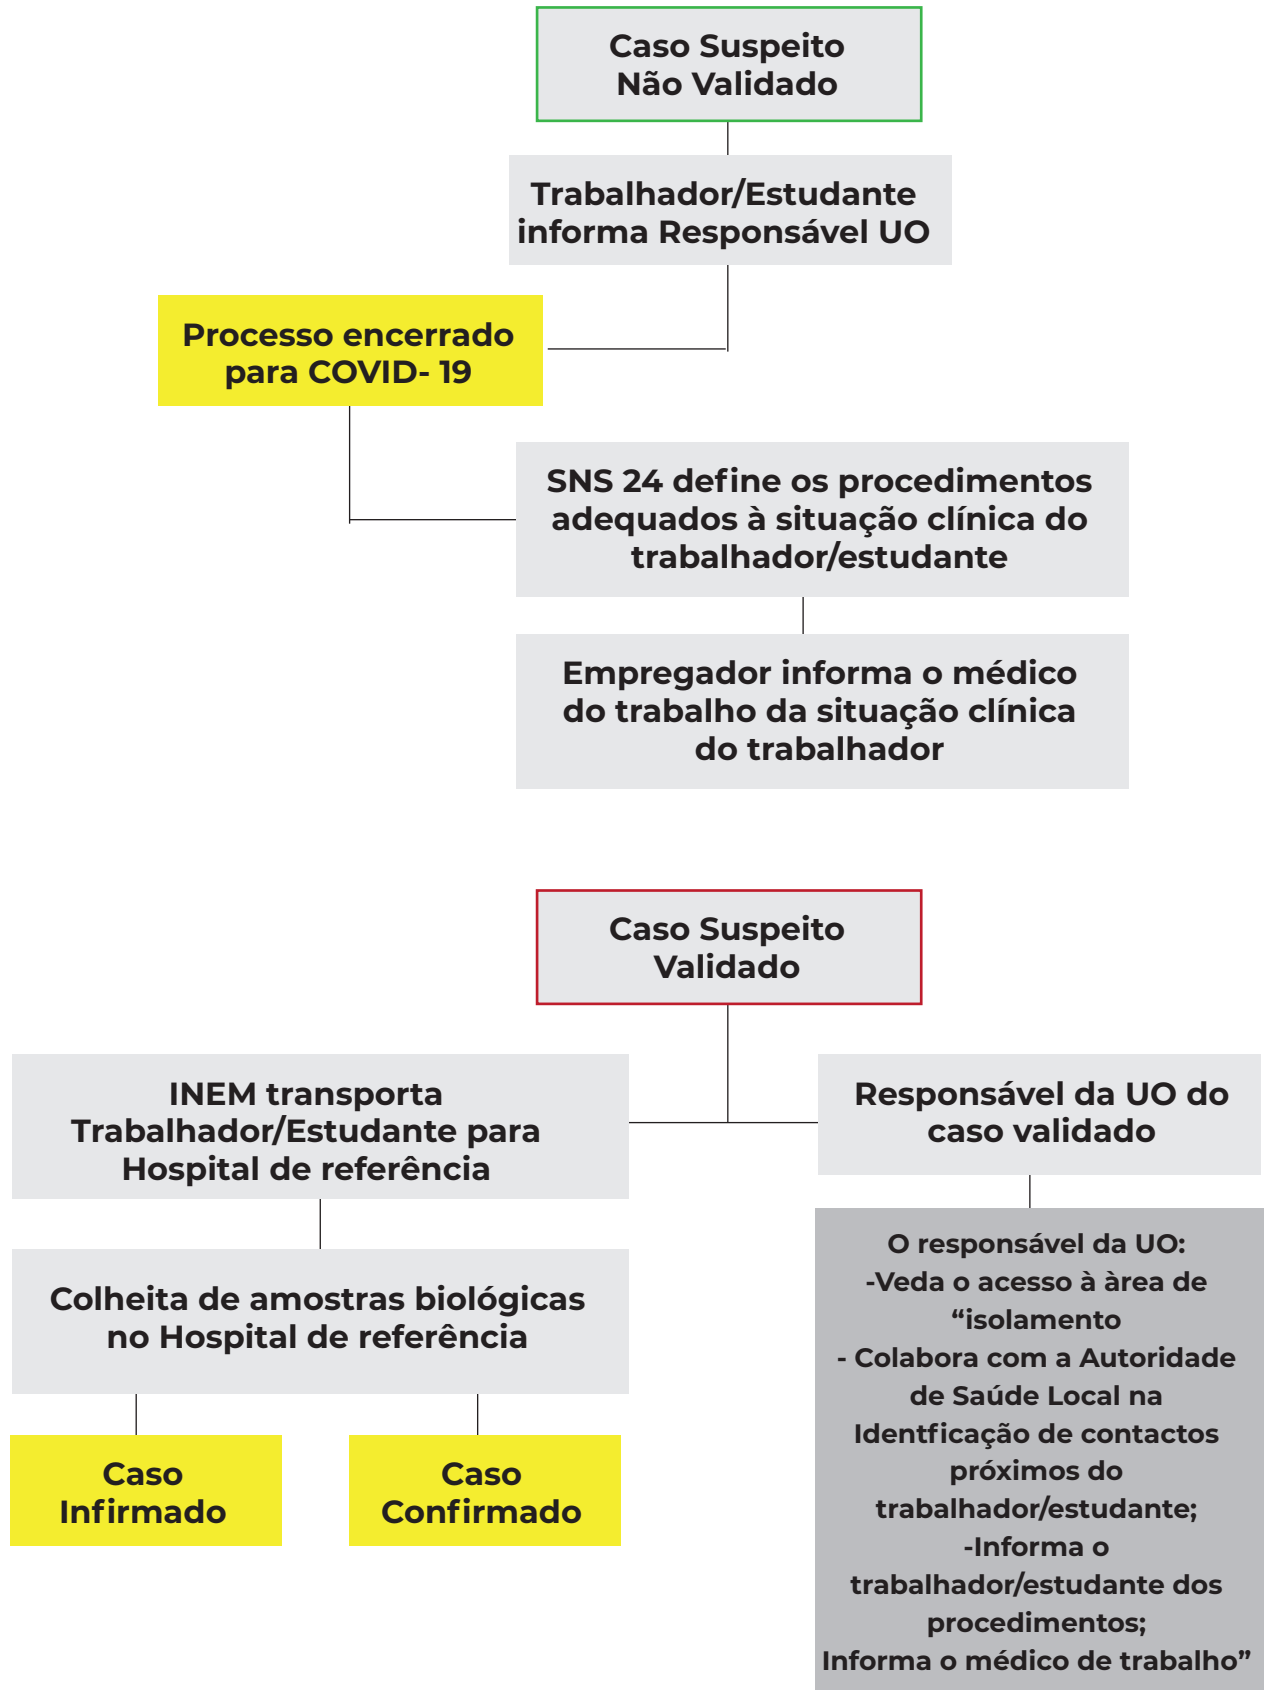 Caso Suspeito
Não Validado
Trabalhador/Estudante
informa Responsável UO
Processo encerrado
para COVID- 19
SNS 24 define os procedimentos
adequados à situação clínica do
trabalhador/estudante
Empregador informa o médico
do trabalho da situação clínica
do trabalhador
Caso Suspeito
Validado
INEM transporta
Trabalhador/Estudante para
Hospital de referência
Responsável da UO do
caso validado
Colheita de amostras biológicas
no Hospital de referência
Caso
Infirmado
Caso
Confirmado
O responsável da UO:
-Veda o acesso à àrea de
“isolamento
- Colabora com a Autoridade
de Saúde Local na
Identficação de contactos
próximos do
trabalhador/estudante;
-Informa o
trabalhador/estudante dos
procedimentos;
Informa o médico de trabalho”